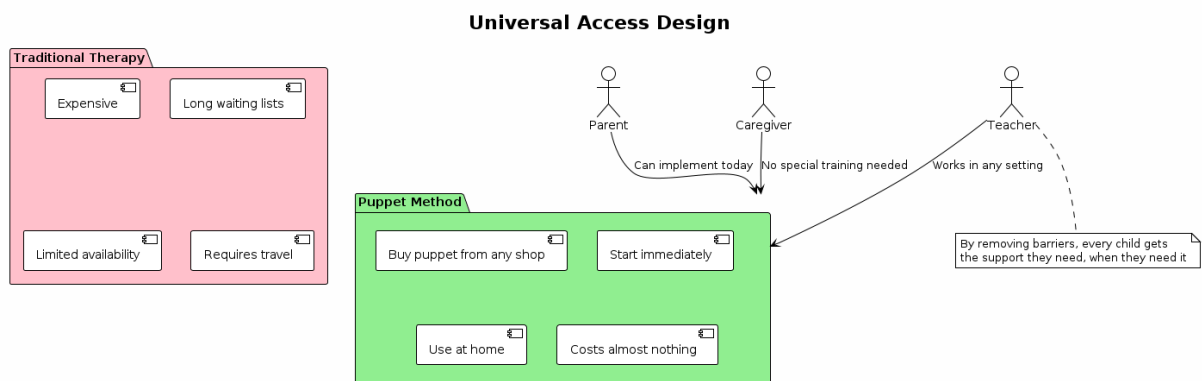 Universal Access Design
Traditional Therapy
Expensive
Long waiting lists
Limited availability
Requires travel
Parent
Caregiver
Teacher
Can implement today
No special training needed
Works in any setting
Puppet Method
Buy puppet from any shop
Start immediately
Use at home
Costs almost nothing
By removing barriers, every child gets
the support they need, when they need it